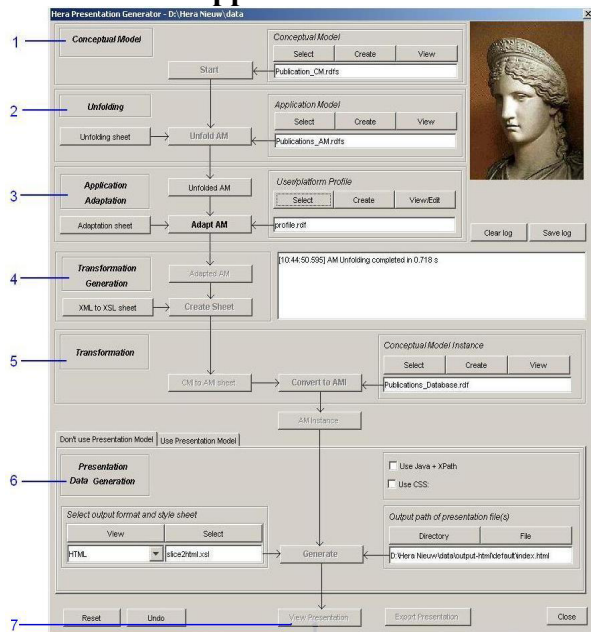 Hera Presentation Generator - D:\Hera Nieuw\data
1
Conceptual Model
Conceptual Model
Select Create View
Start
Publication_CM.rdfs
2
Unfolding
Application Model
Select Create View
Unfolding sheet
Unfold AM
Publications_AM.rdfs
3
Application
Adaptation
Unfolded AM
User/platform Profile
Select Create View/Edit
Adaptation sheet
Adapt AM
profile.rdf
Clear log Save log
4
Transformation
Generation
Adapted AM
[10:44:50.595] AM Unfolding completed in 0.718 s
XML to XSL sheet
Create Sheet
5
Transformation
Conceptual Model Instance
Select Create View
CM to AM sheet
Convert to AMI
Publications_Database.rdf
AM Instance
Don't use Presentation Model Use Presentation Model
6
Presentation
Data Generation
Use Java + XPath
Use CSS:
Select output format and style sheet
View Select
HTML slice2html.xsl
Generate
Output path of presentation file(s)
Directory File
D:\Hera Nieuw\data\output-html\default\index.html
7
Reset Undo View Presentation Export Presentation Close